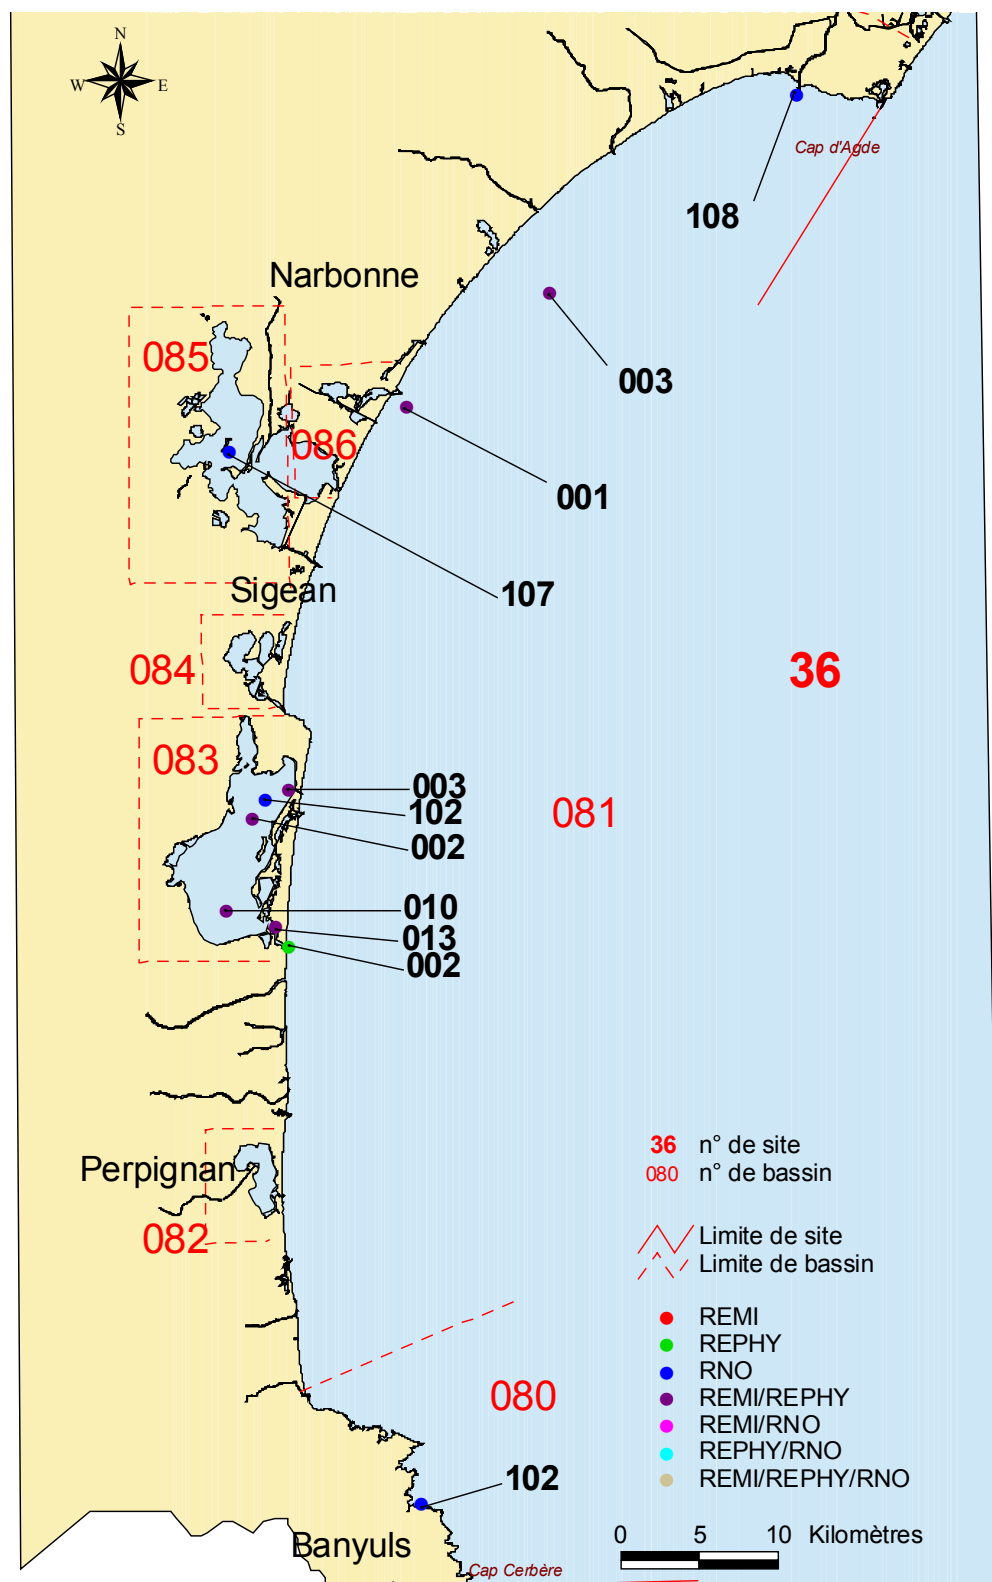 N
W E
S
Cap d'Agde
108
Narbonne
003
085
001
086
107
Sigean
36
084
083
003
102
081
002
010
013
002
36 n° de site
080 n° de bassin
Perpignan
082
Limite de site
Limite de bassin
REMI
REPHY
RNO
080
REMI/REPHY
REMI/RNO
REPHY/RNO
102
REMI/REPHY/RNO
0 5 10 Kilomètres
Banyuls
Cap Cerbère